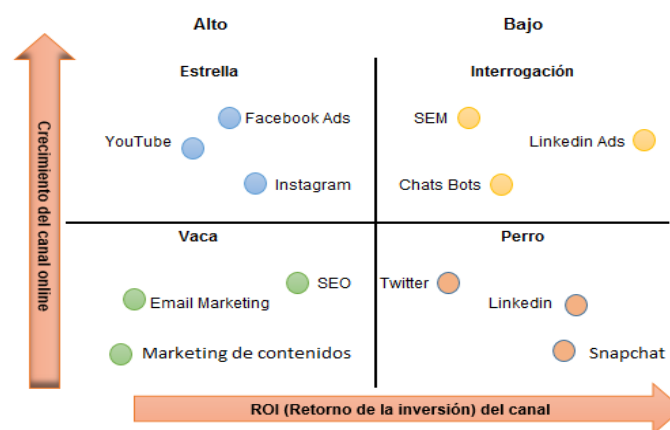 Alto
Bajo
Crecimiento del canal online
Estrella
Facebook Ads
YouTube
Instagram
Interrogación
SEM
Linkedin Ads
Chats Bots
Vaca
SEO
Email Marketing
Marketing de contenidos
Perro
Twitter
Linkedin
Snapchat
ROI (Retorno de la inversión) del canal